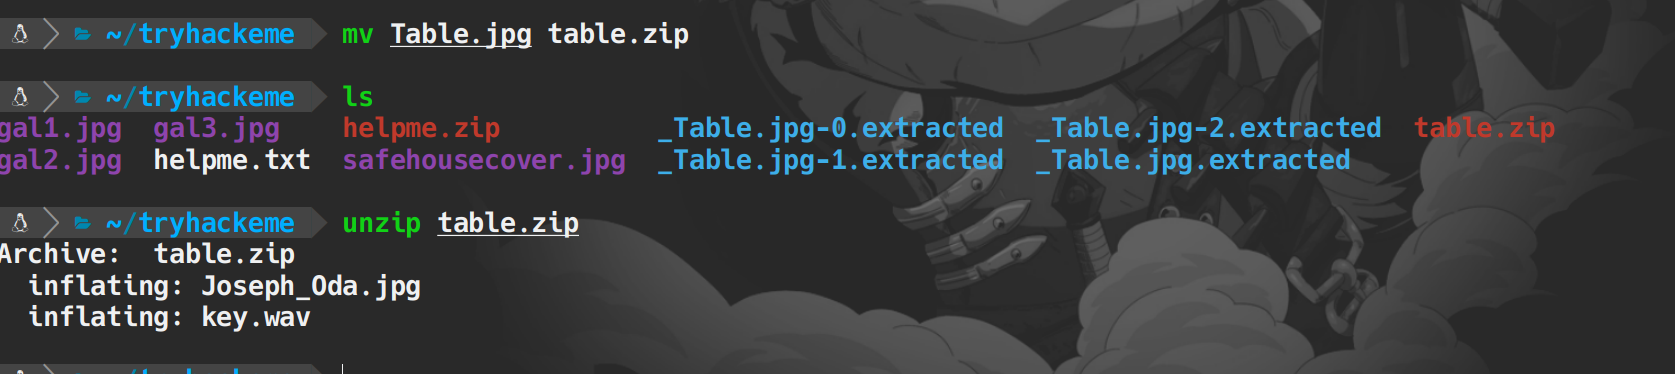 ~/tryhackeme mv Table.jpg table.zip
~/tryhackeme ls
gal1.jpg gal3.jpg helpme.zip _Table.jpg-0.extracted _Table.jpg-2.extracted table.zip
gal2.jpg helpme.txt safehousecover.jpg _Table.jpg-1.extracted _Table.jpg.extracted
~/tryhackeme unzip table.zip
Archive: table.zip
inflating: Joseph_Oda.jpg
inflating: key.wav
~/tryhackeme